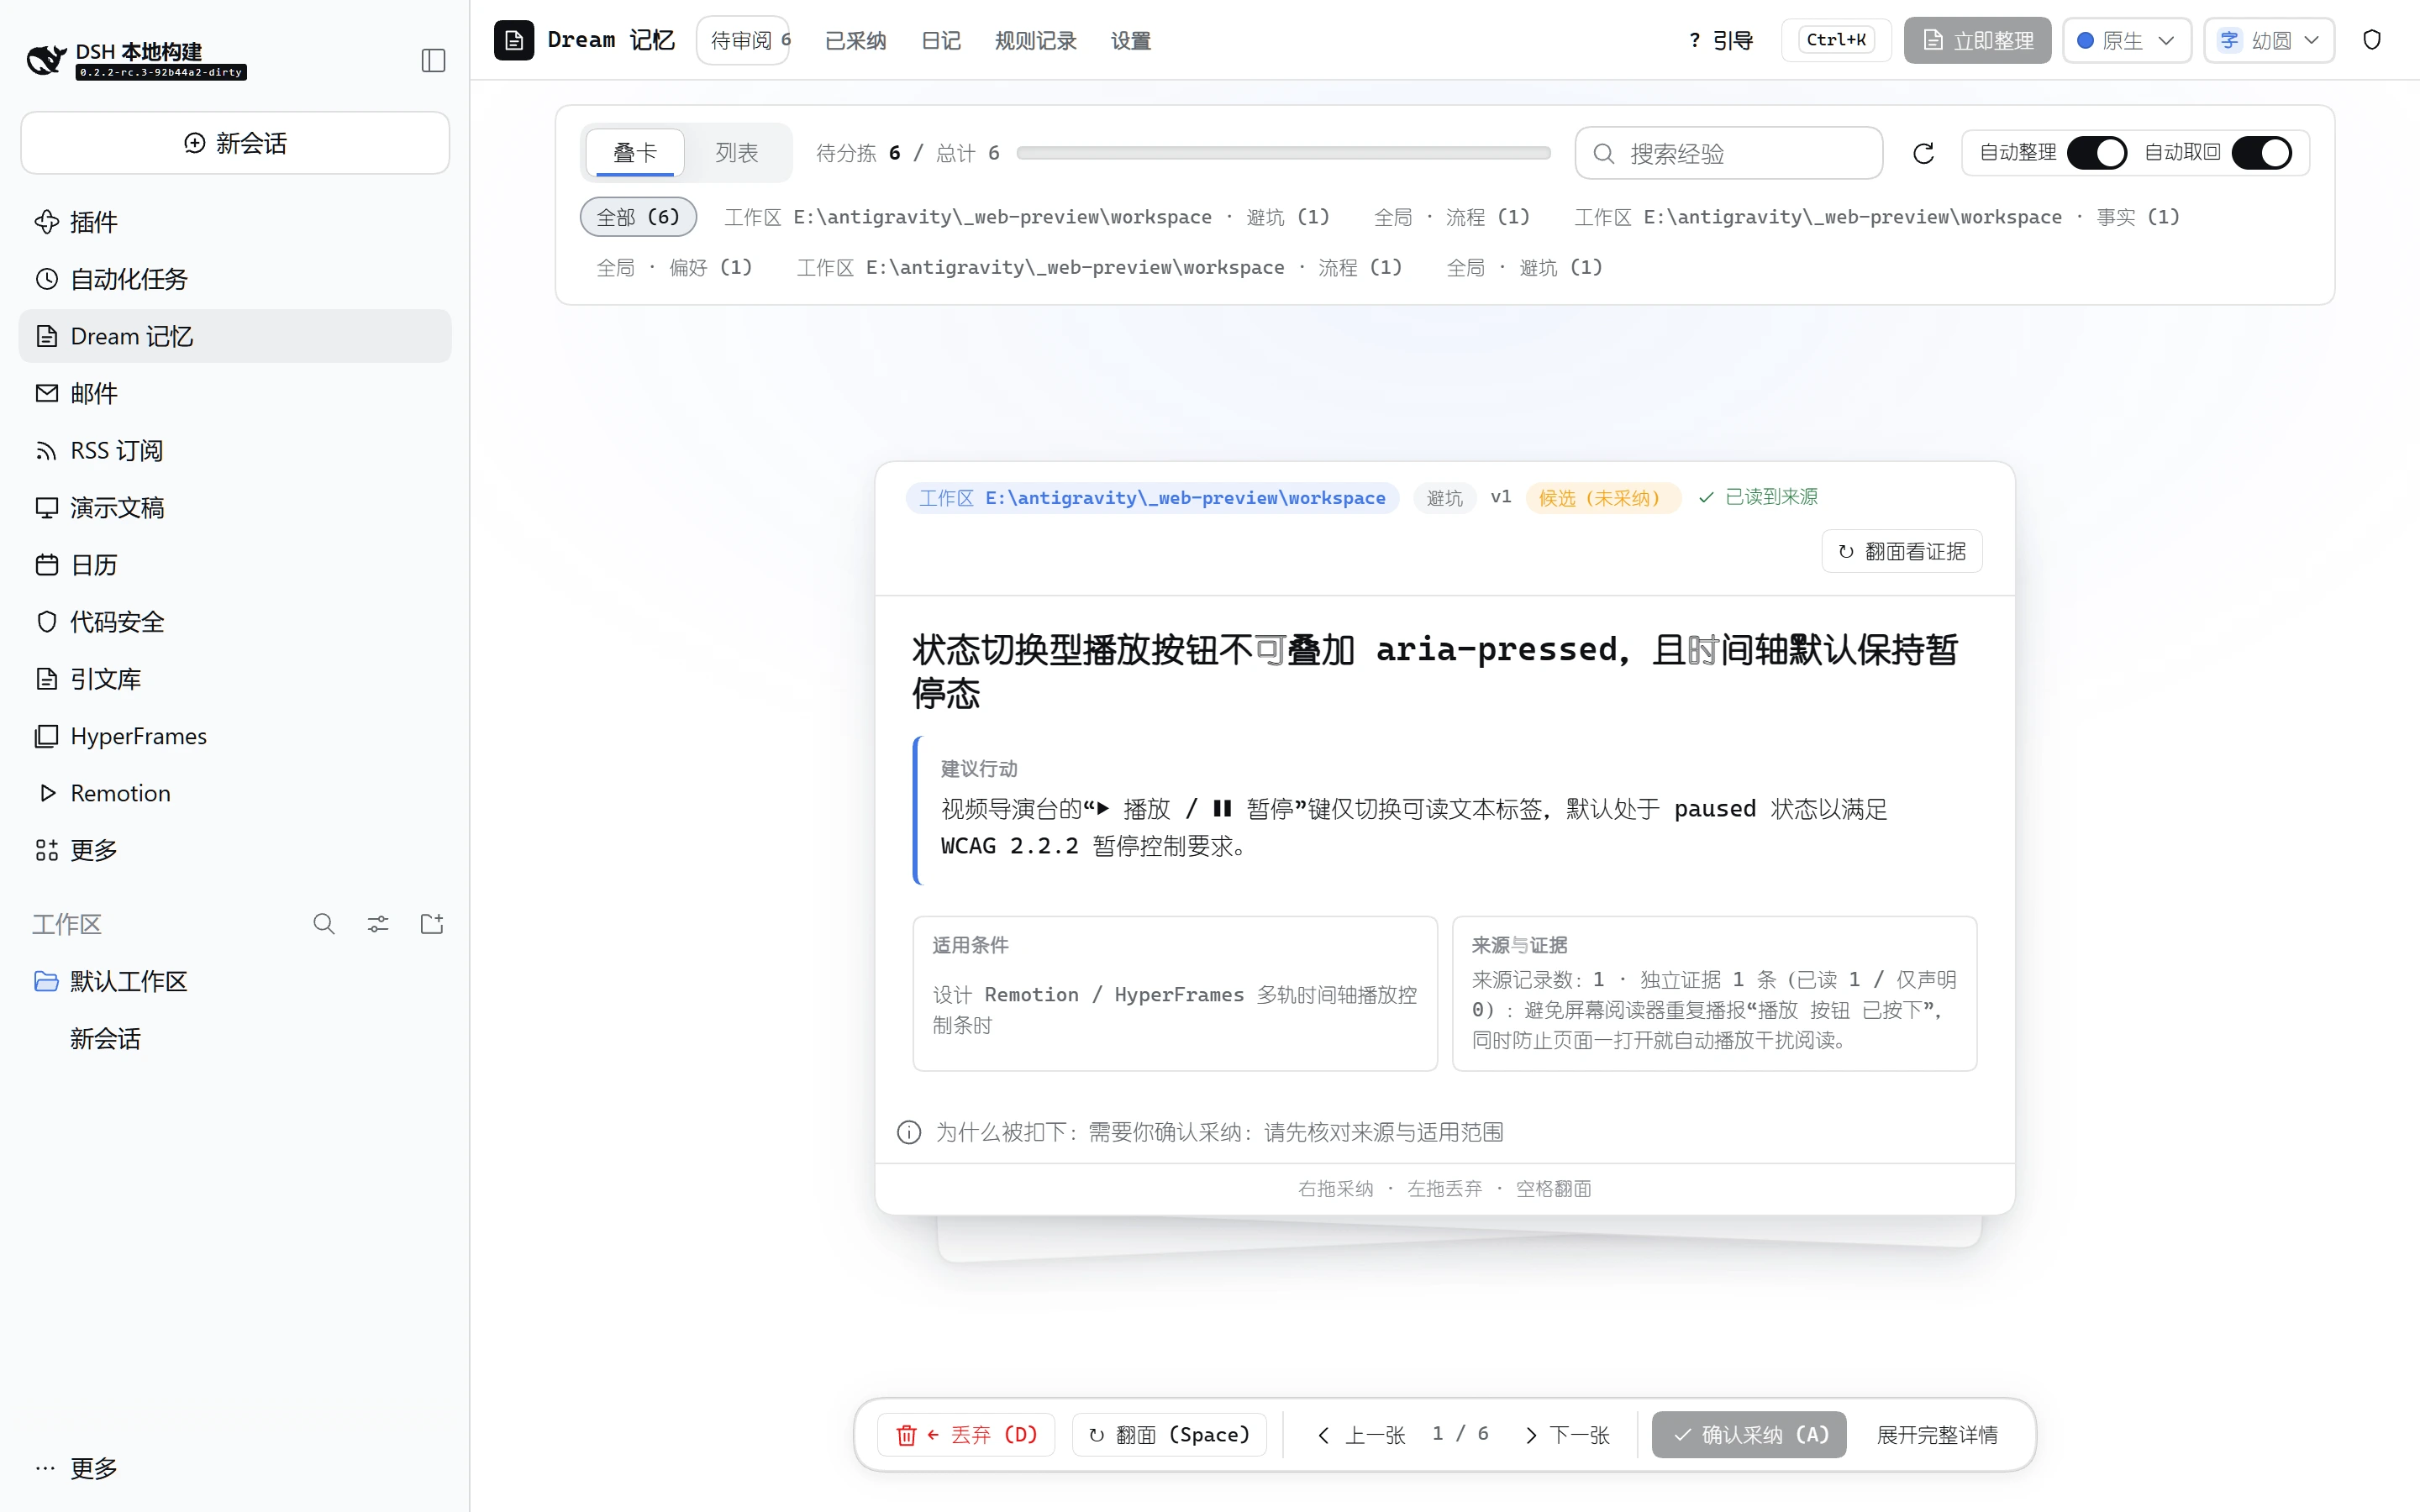 DSH 本地构建
0.2.2-rc.3-92b44a2-dirty
新会话
插件
自动化任务
Dream 记忆
邮件
RSS 订阅
演示文稿
日历
代码安全
引文库
HyperFrames
Remotion
更多
工作区
默认工作区
新会话
··· 更多
Dream 记忆 待审阅 6 已采纳 日记 规则记录 设置
? 引导 Ctrl+K 立即整理 原生 字 幼圆
叠卡 列表 待分拣 6 / 总计 6 搜索经验 自动整理 自动取回
全部 (6) 工作区 E:\antigravity\_web-preview\workspace · 避坑 (1) 全局 · 流程 (1) 工作区 E:\antigravity\_web-preview\workspace · 事实 (1)
全局 · 偏好 (1) 工作区 E:\antigravity\_web-preview\workspace · 流程 (1) 全局 · 避坑 (1)
工作区 E:\antigravity\_web-preview\workspace 避坑 v1 候选 (未采纳) ✓ 已读到来源
↻ 翻面看证据
状态切换型播放按钮不可叠加 aria-pressed，且时间轴默认保持暂
停态
建议行动
视频导演台的“▶ 播放 / ⏸ 暂停”键仅切换可读文本标签，默认处于 paused 状态以满足
WCAG 2.2.2 暂停控制要求。
适用条件
设计 Remotion / HyperFrames 多轨时间轴播放控
制条时
来源与证据
来源记录数：1 · 独立证据 1 条 (已读 1 / 仅声明
0)：避免屏幕阅读器重复播报“播放 按钮 已按下”，
同时防止页面一打开就自动播放干扰阅读。
为什么被扣下：需要你确认采纳：请先核对来源与适用范围
右拖采纳 · 左拖丢弃 · 空格翻面
← 丢弃 (D) ↻ 翻面 (Space) 上一张 1 / 6 下一张 ✓ 确认采纳 (A) 展开完整详情